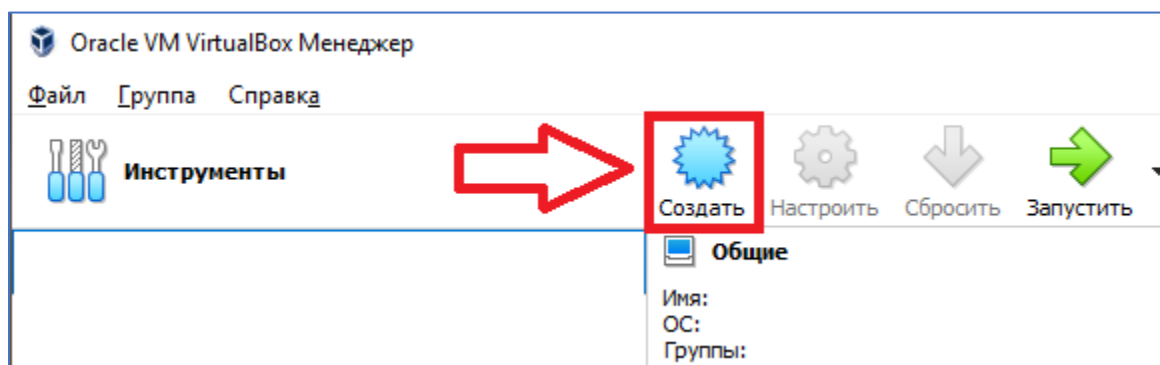 Oracle VM VirtualBox Менеджер
Файл Группа Справка
Инструменты
Создать Настроить Сбросить Запустить
Общие
Имя:
ОС:
Группы: